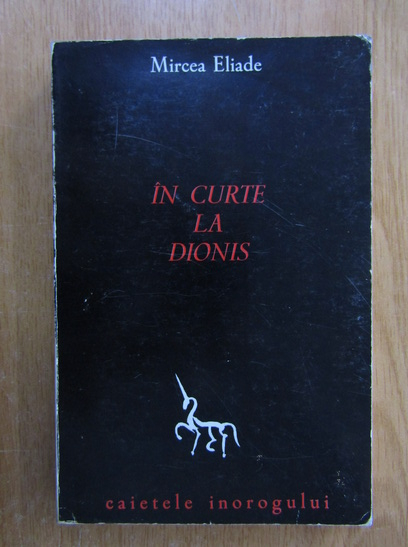 Mircea Eliade
ÎN CURTE
LA
DIONIS
caietele inorogului